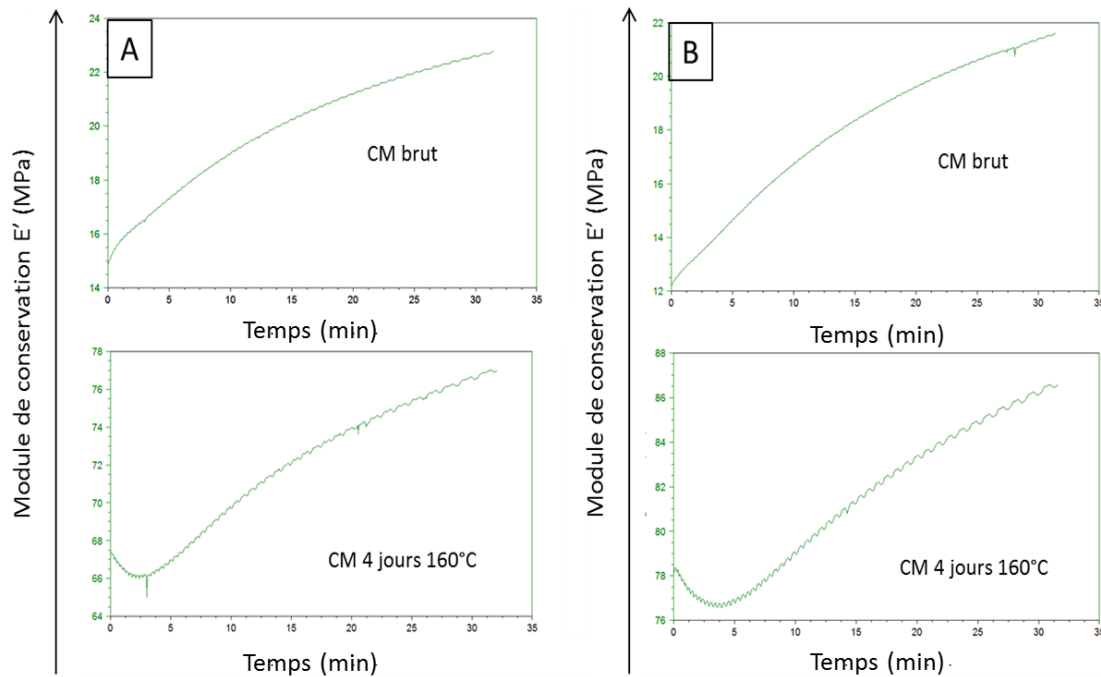 Module de conservation E' (MPa)
A
24
22
20
18
16
14
CM brut
0 5 10 15 20 25 30 35
Temps (min)
78
76
74
72
70
68
66
64
CM 4 jours 160°C
0 5 10 15 20 25 30 35
Temps (min)
Module de conservation E' (MPa)
B
22
20
18
16
14
12
CM brut
0 5 10 15 20 25 30 35
Temps (min)
88
86
84
82
80
78
76
CM 4 jours 160°C
0 5 10 15 20 25 30 35
Temps (min)